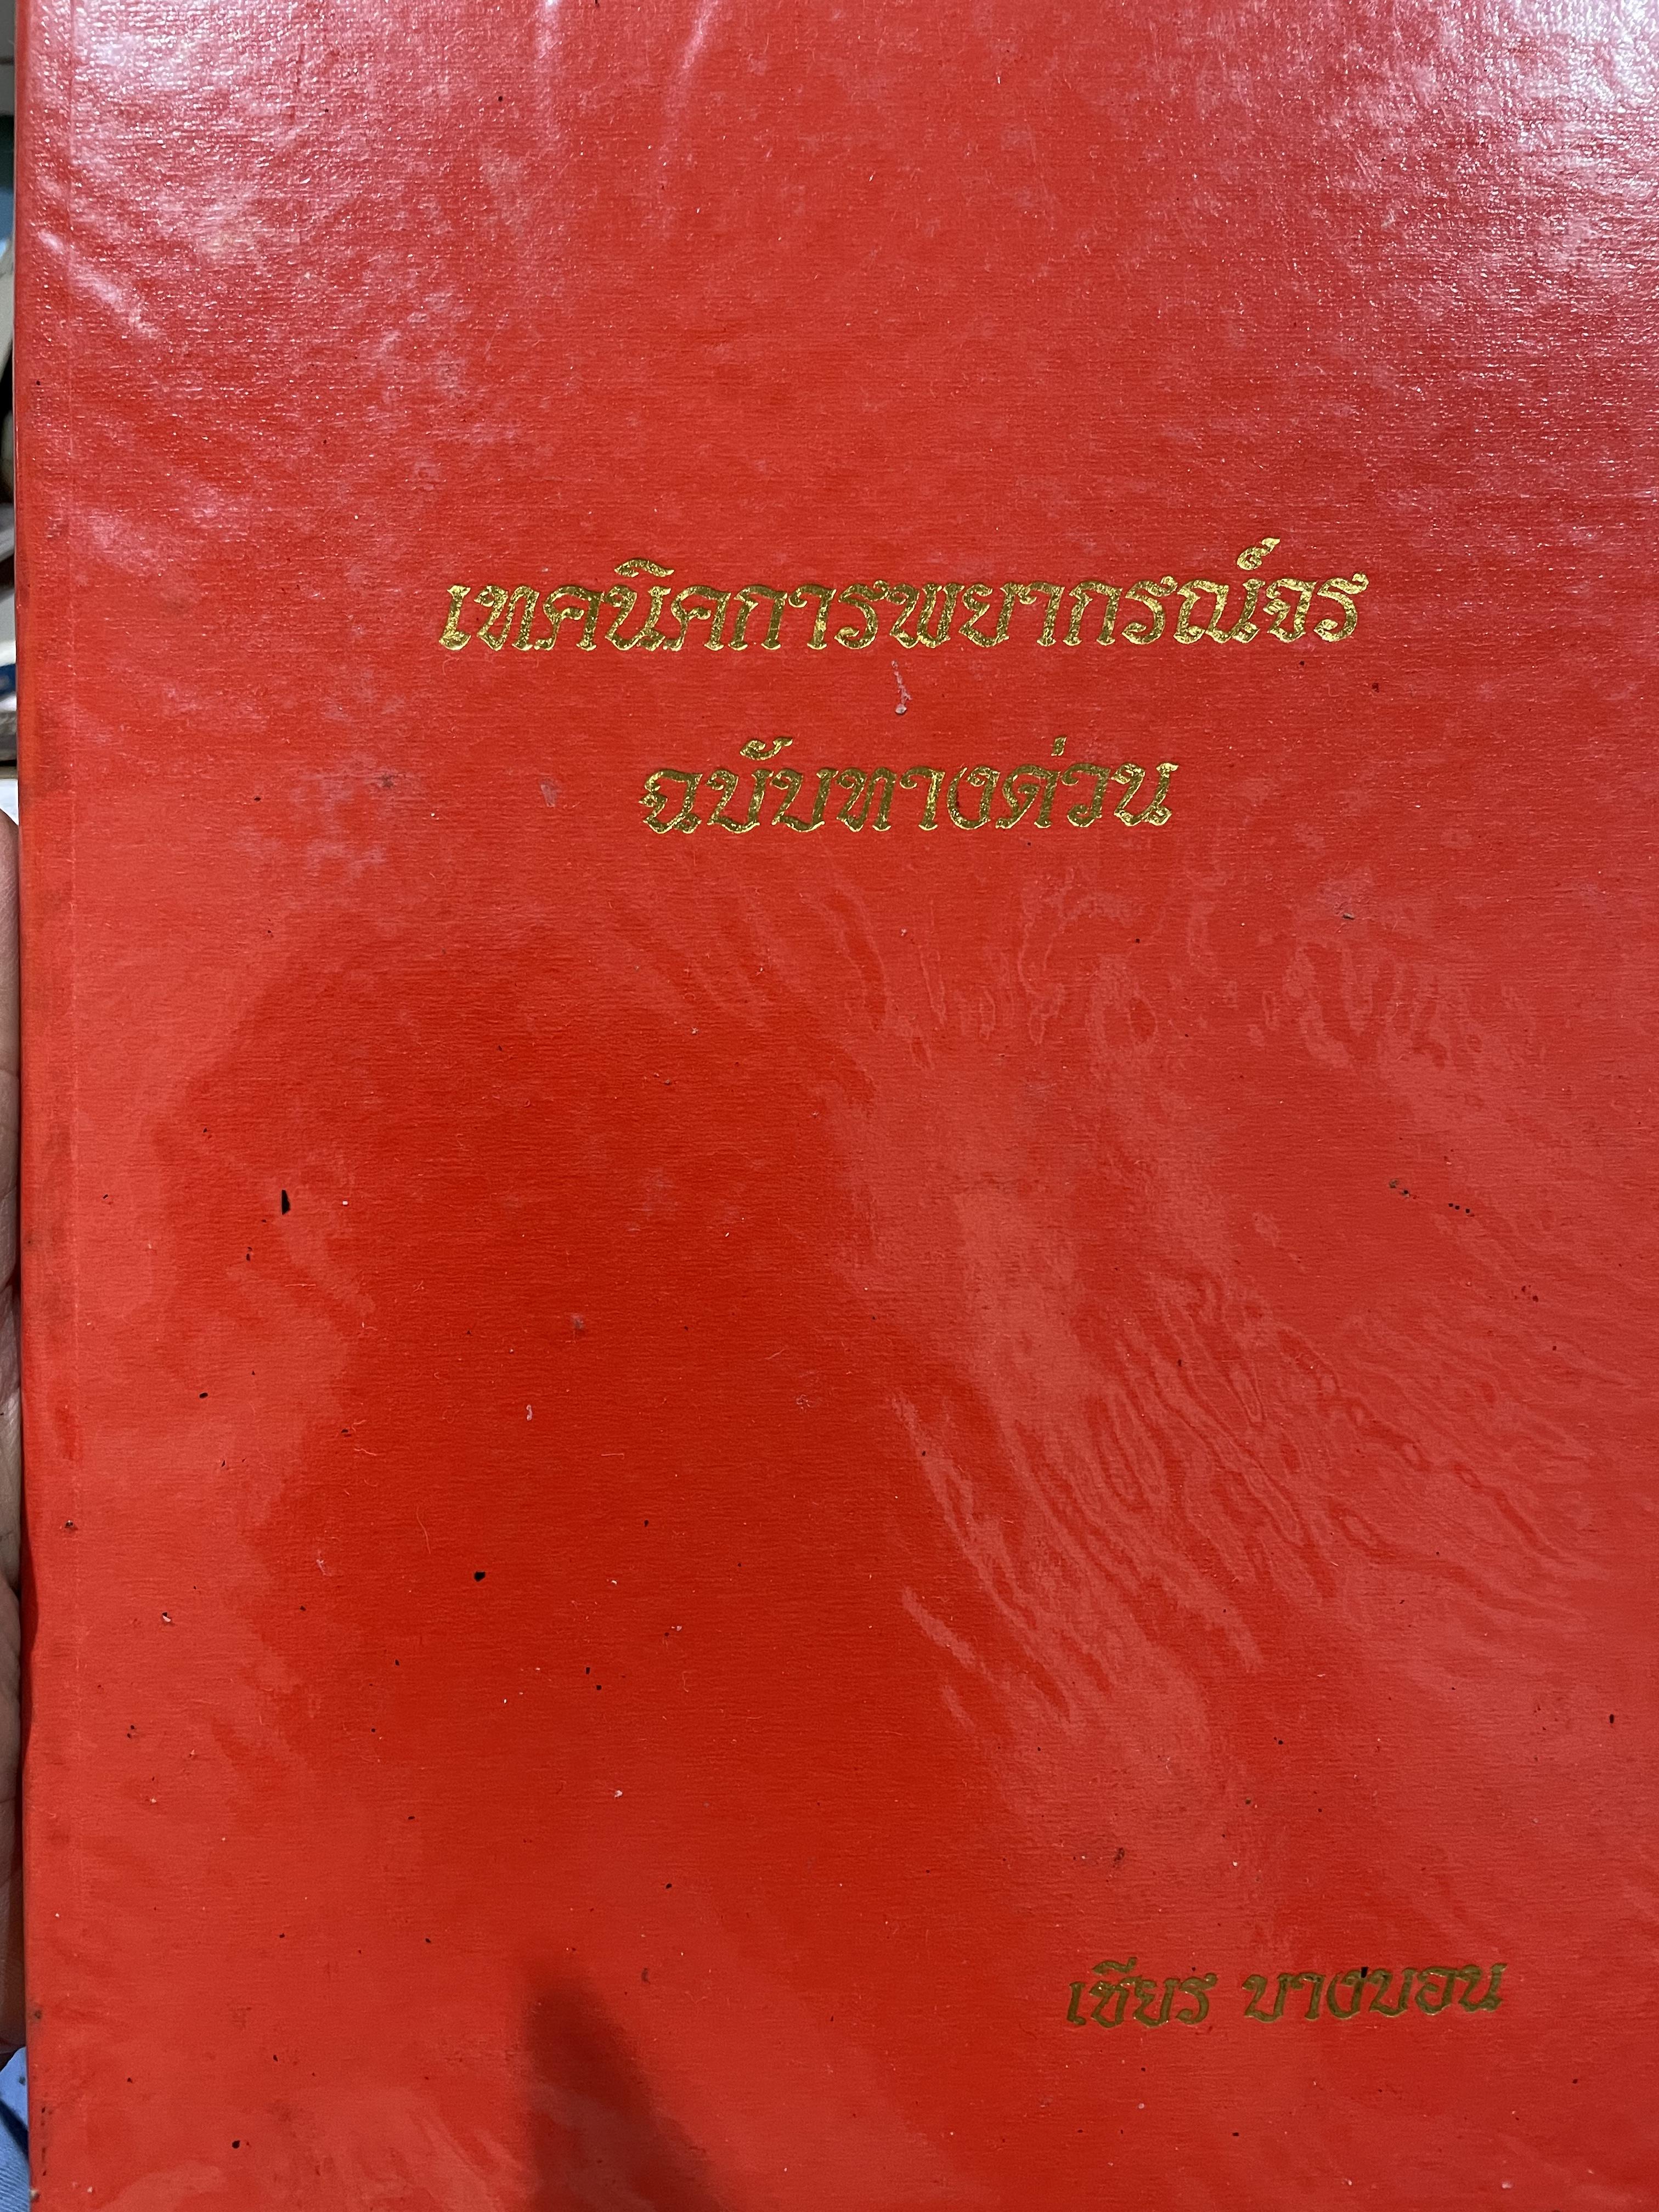 เทคนิคการพยากรณ์จร
ฉบับทางด่วน
เธียร บางบอน